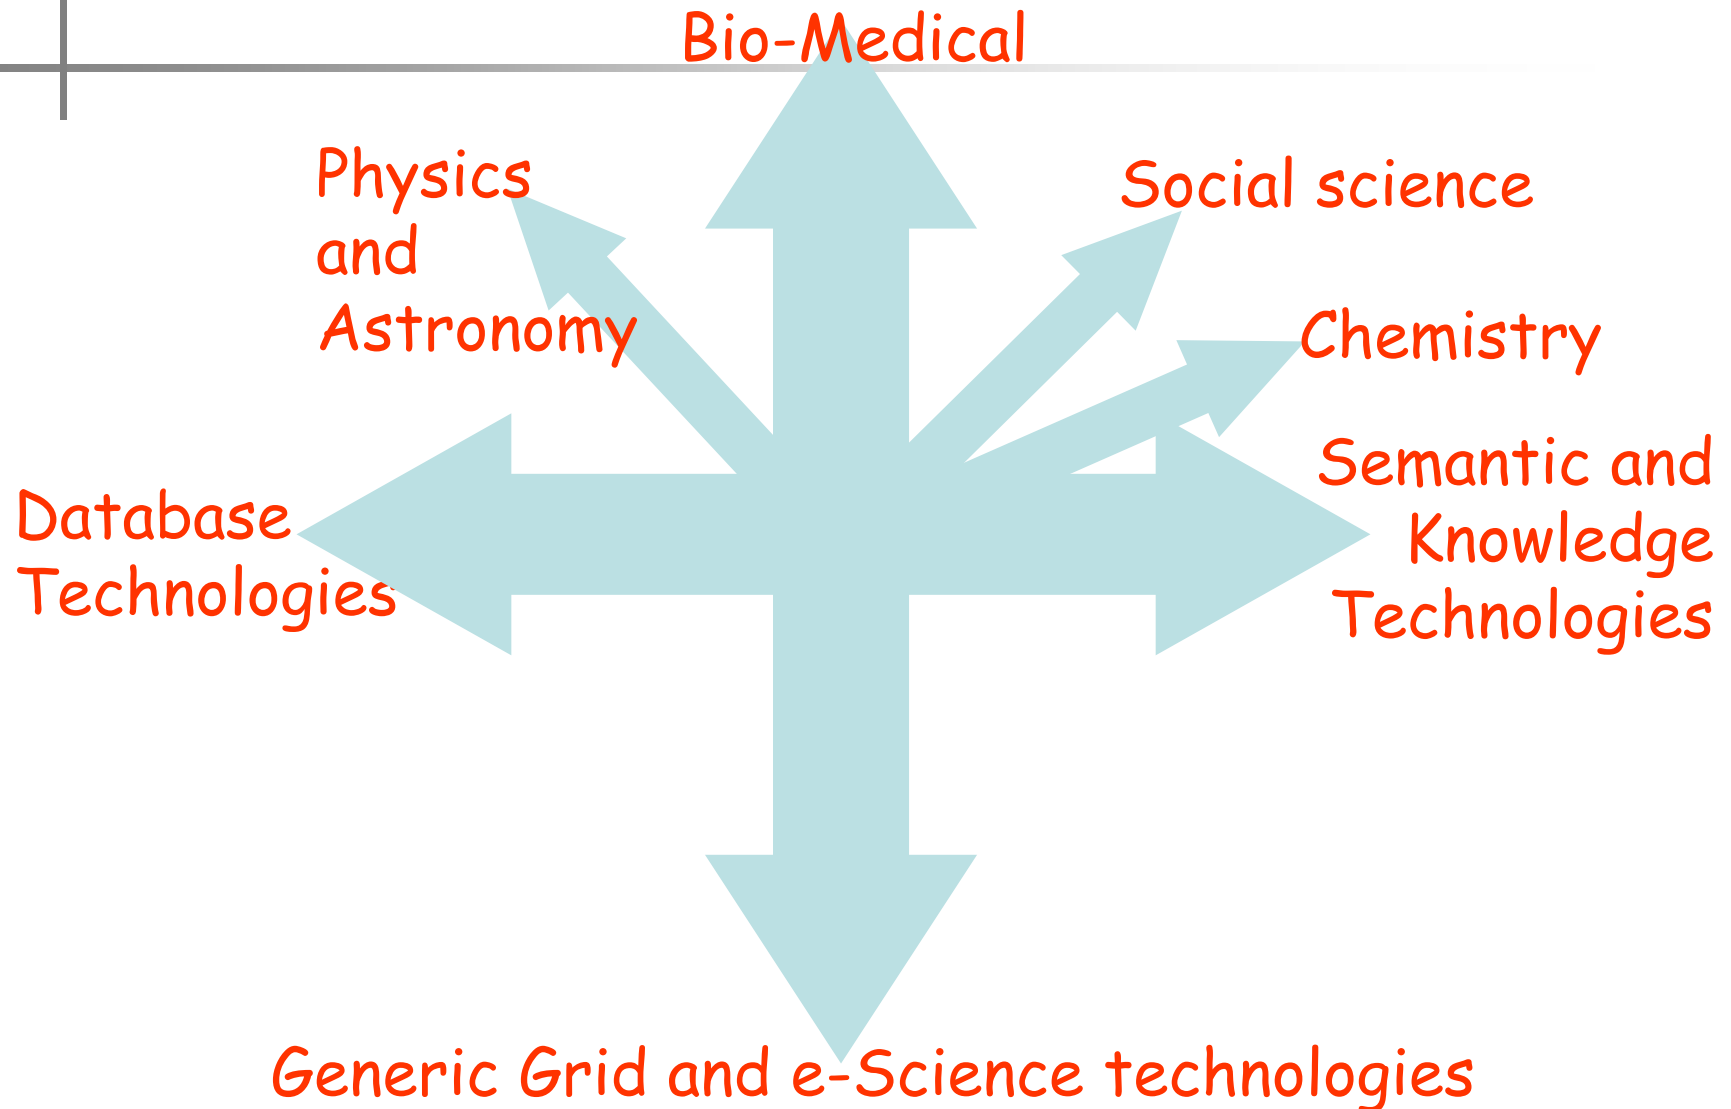 Bio-Medical
Physics
and
Astronomy
Social science
Chemistry
Database
Technologies
Semantic and
Knowledge
Technologies
Generic Grid and e-Science technologies